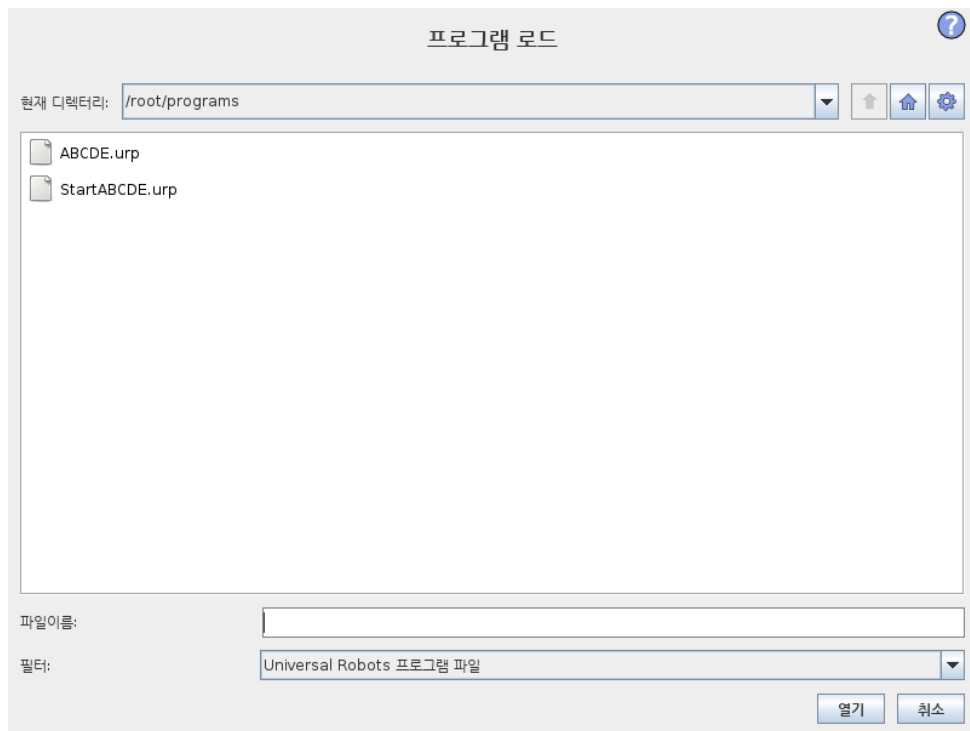 프로그램 로드
?
현재 디렉터리: /root/programs
ABCDE.urp
StartABCDE.urp
파일이름:
필터: Universal Robots 프로그램 파일
열기 취소